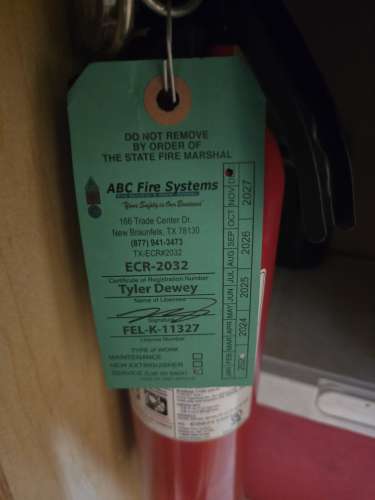 DO NOT REMOVE
BY ORDER OF
THE STATE FIRE MARSHAL
ABC Fire Systems
Your Safety is Our Business
166 Trade Center Dr.
New Braunfels, TX 78130
(877) 941-3473
TX-ECR#2032
ECR-2032
Certificate of Registration Number
Tyler Dewey
Name of Licensee
Signature
FEL-K-11327
License Number
TYPE OF WORK
MAINTENANCE
NEW EXTINGUISHER
SERVICE
JAN FEB MAR APR MAY JUN JUL AUG SEP OCT NOV
2024 2025 2026 2027